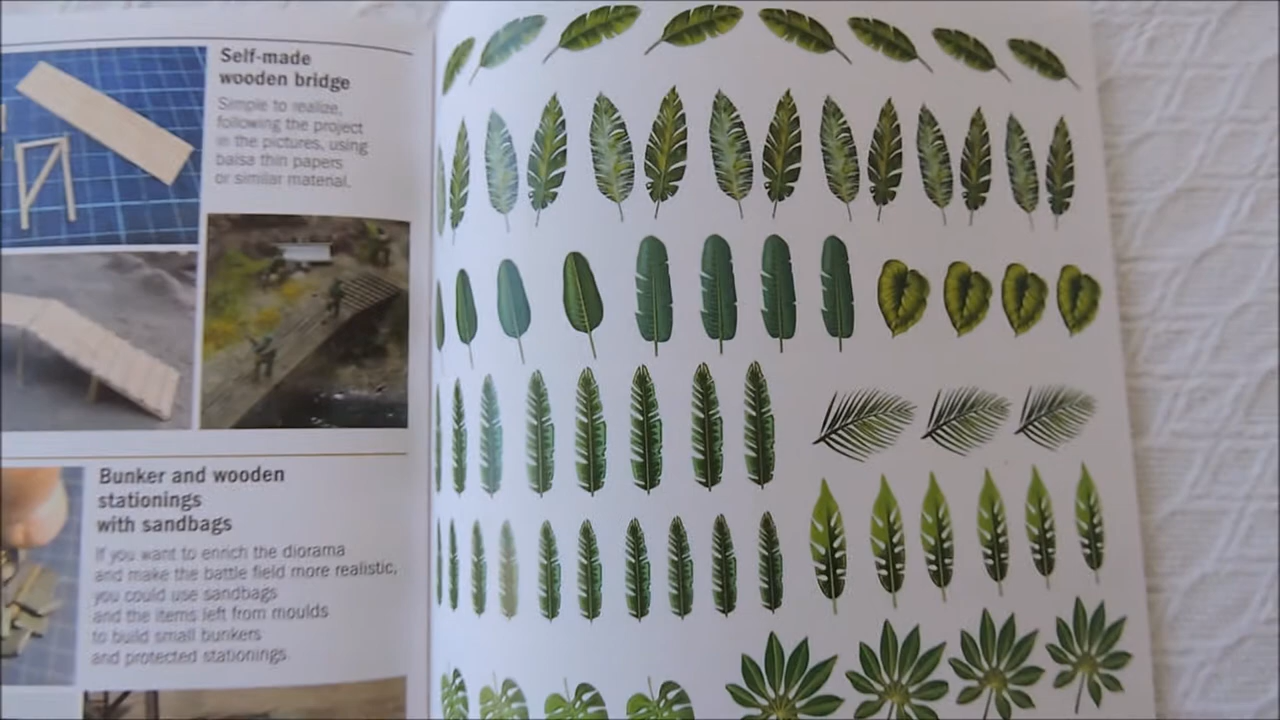 Self-made
wooden bridge
Simple to realize,
following the project
in the pictures, using
balsa thin papers
or similar material.
Bunker and wooden
stationings
with sandbags
If you want to enrich the diorama
and make the battle field more realistic,
you could use sandbags
and the items left from moulds
to build small bunkers
and protected stationings.